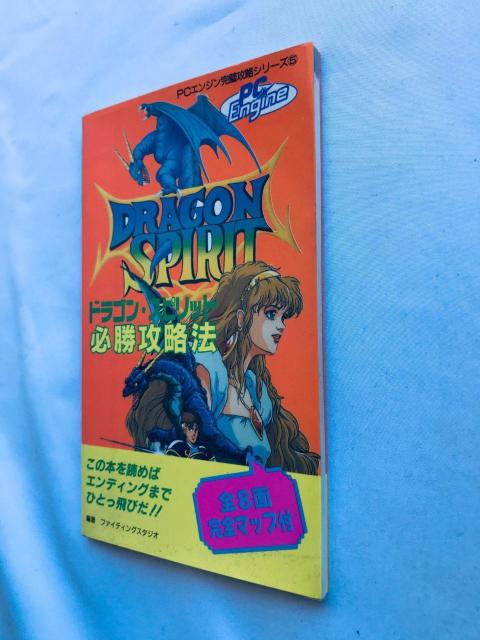 PCエンジン完璧攻略シリーズ⑤
PC
Engine
DRAGON
SPIRIT
ドラゴン・スピリット
必勝攻略法
この本を読めば
エンディングまで
ひとっ飛びだ!!
全8面
完全マップ付
編著 ファイティングスタジオ